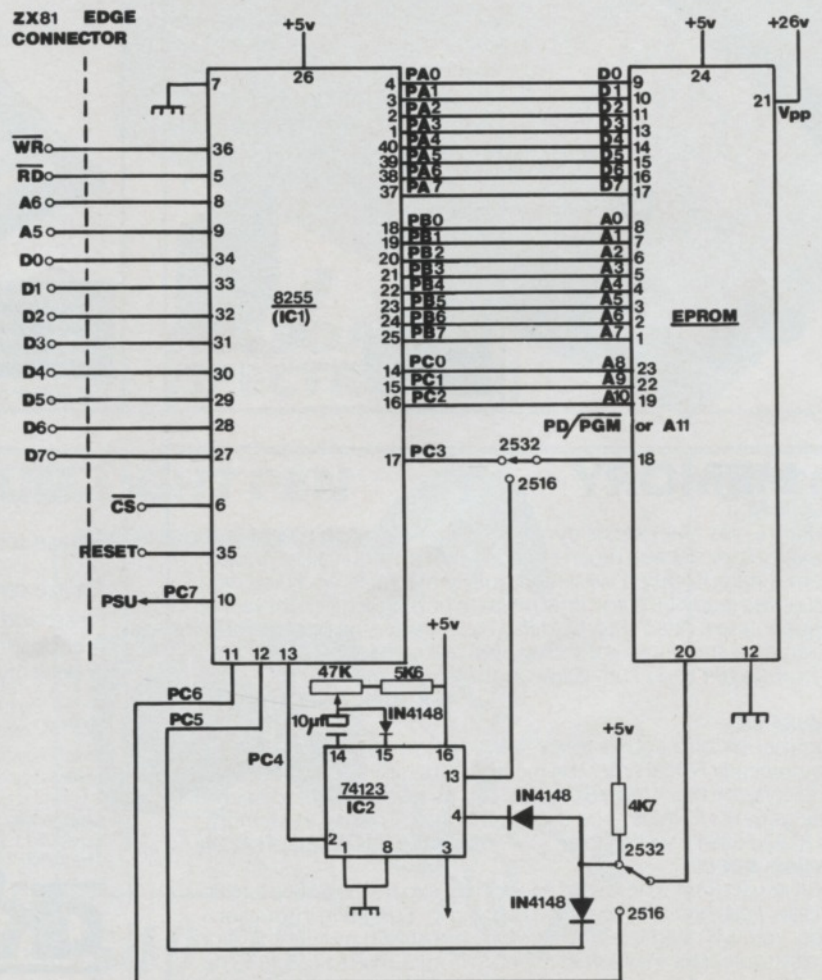 ZX81 EDGE
CONNECTOR
+5v
+5v
+26v
26
24
7
21
Vpp
4 PA0 D0 9
3 PA1 D1 10
2 PA2 D2 11
1 PA3 D3 13
40 PA4 D4 14
39 PA5 D5 15
38 PA6 D6 16
37 PA7 D7 17
WR 36
RD 5
A6 8
A5 9
D0 34
D1 33
D2 32
D3 31
D4 30
D5 29
D6 28
D7 27
CS 6
RESET 35
PSU PC7 10
8255
(IC1)
18 PB0 A0 8
19 PB1 A1 7
20 PB2 A2 6
21 PB3 A3 5
22 PB4 A4 4
23 PB5 A5 3
24 PB6 A6 2
25 PB7 A7 1
EPROM
14 PC0 A8 23
15 PC1 A9 22
16 PC2 A10 19
PD/PGM or A11
17 PC3 2532 18
2516
11 12 13
20 12
PC6
PC5
PC4
+5v
47K 5K6
10µf
IN4148
14 15 16
13
74123
IC2
4
2
1 8 3
IN4148
+5v
4K7
2532
IN4148
2516